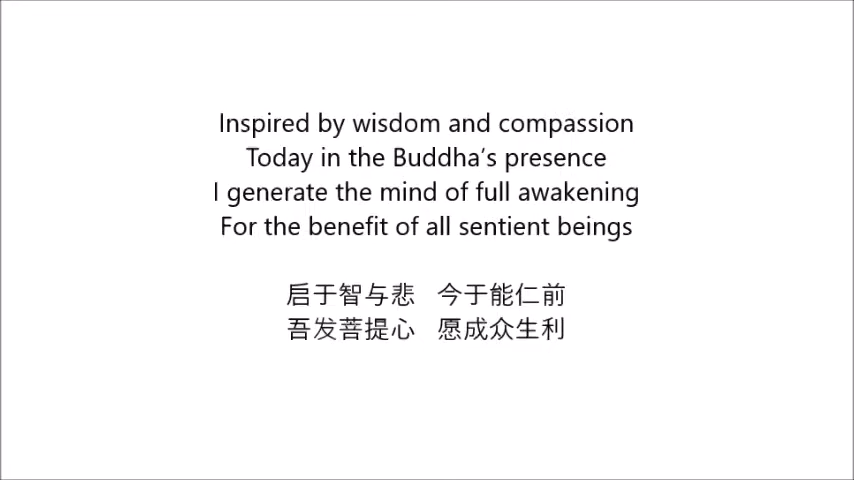 Inspired by wisdom and compassion
Today in the Buddha's presence
I generate the mind of full awakening
For the benefit of all sentient beings
启于智与悲 今于能仁前
吾发菩提心 愿成众生利